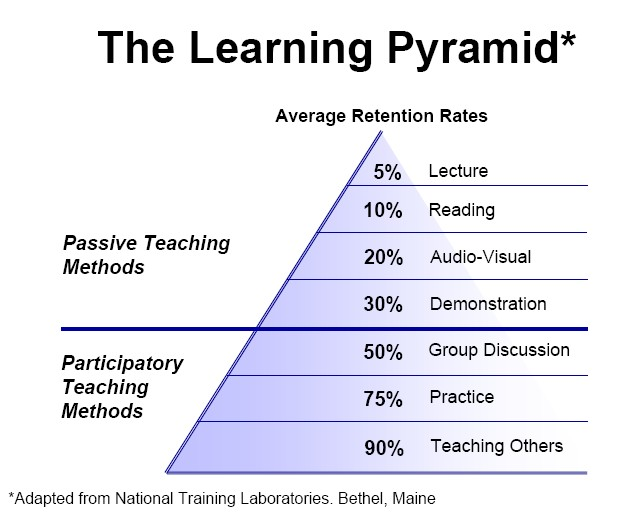 The Learning Pyramid*
Average Retention Rates
5% Lecture
10% Reading
20% Audio-Visual
30% Demonstration
Passive Teaching
Methods
50% Group Discussion
75% Practice
90% Teaching Others
Participatory
Teaching
Methods
*Adapted from National Training Laboratories. Bethel, Maine